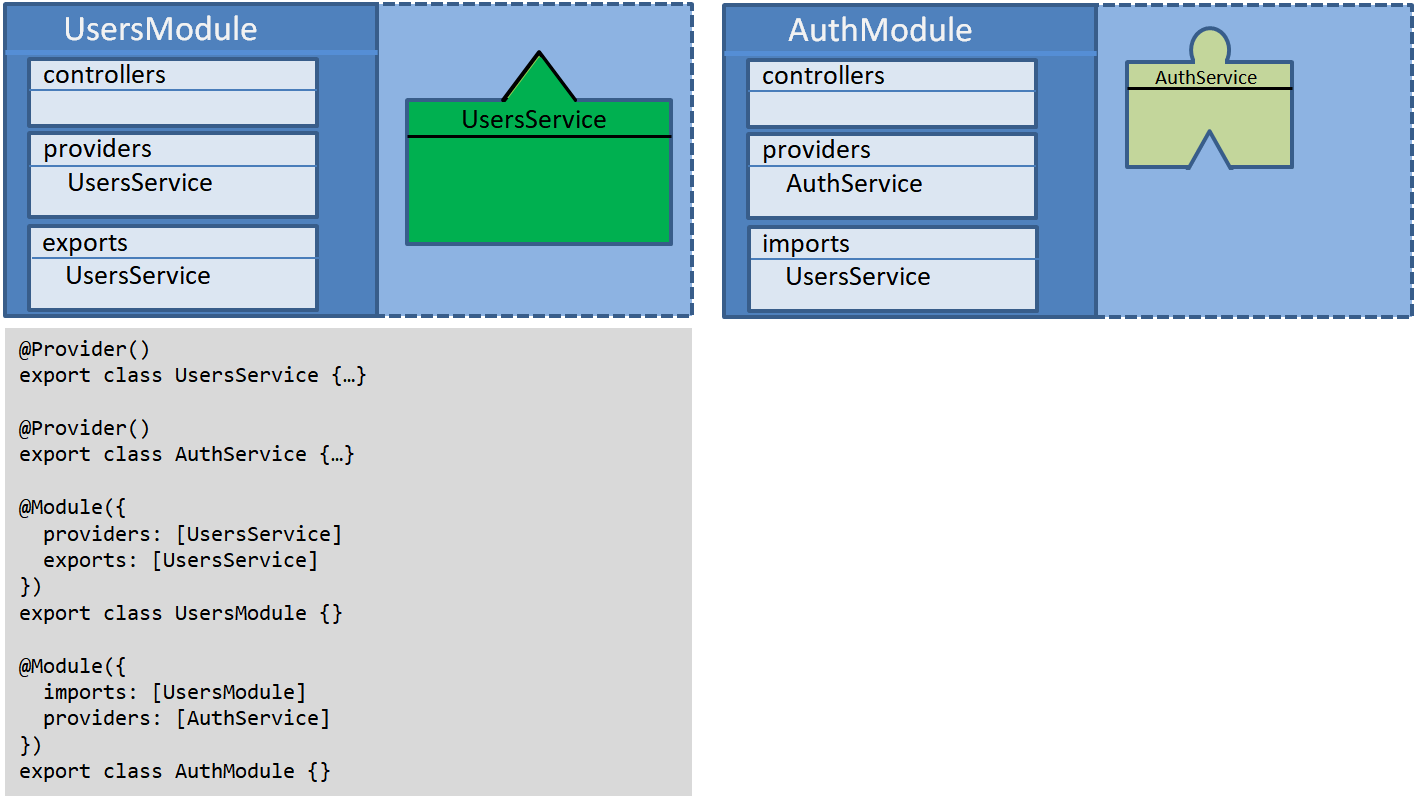 UsersModule
controllers
providers
UsersService
exports
UsersService
UsersService
AuthModule
controllers
providers
AuthService
imports
UsersService
AuthService
@Provider()
export class UsersService {…}
@Provider()
export class AuthService {…}
@Module({
providers: [UsersService]
exports: [UsersService]
})
export class UsersModule {}
@Module({
imports: [UsersModule]
providers: [AuthService]
})
export class AuthModule {}